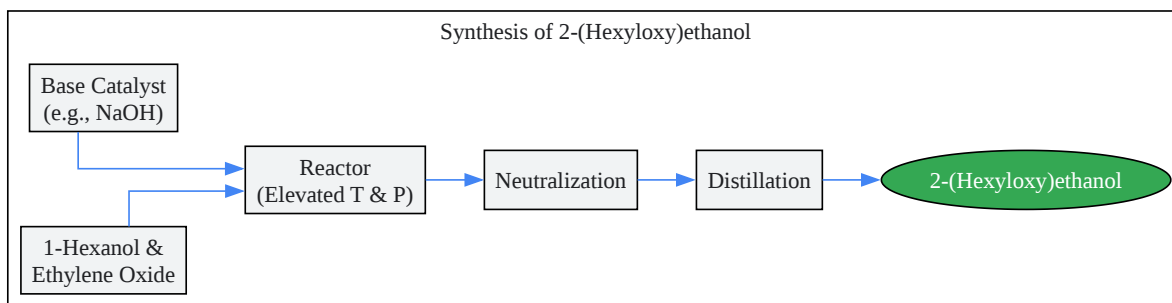 Synthesis of 2-(Hexyloxy)ethanol
Base Catalyst
(e.g., NaOH)
Reactor
(Elevated T & P)
Neutralization
Distillation
2-(Hexyloxy)ethanol
1-Hexanol &
Ethylene Oxide